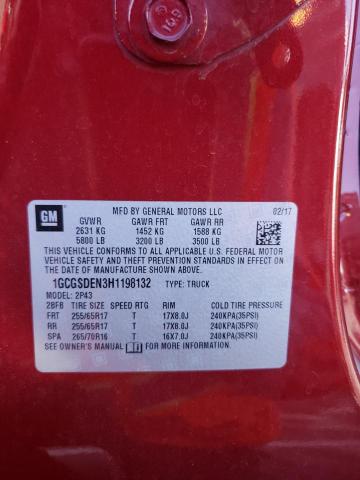 GM
MFD BY GENERAL MOTORS LLC 02/17
GVWR GAWR FRT GAWR RR
2631 KG 1452 KG 1588 KG
5800 LB 3200 LB 3500 LB
THIS VEHICLE CONFORMS TO ALL APPLICABLE
U.S. FEDERAL MOTOR VEHICLE SAFETY, BUMPER, AND
THEFT PREVENTION STANDARDS IN EFFECT ON THE
DATE OF MANUFACTURE SHOWN ABOVE.
1GCGSDEN3H1198132 TYPE: TRUCK
MODEL: 2P43
2BFB TIRE SIZE SPEED RTG RIM COLD TIRE PRESSURE
FRT 255/65R17 T 17X8.0J 240KPA(35PSI)
RR 255/65R17 T 17X8.0J 240KPA(35PSI)
SPA 265/70R16 T 16X7.0J 240KPA(35PSI)
SEE OWNER'S MANUAL FOR MORE INFORMATION.